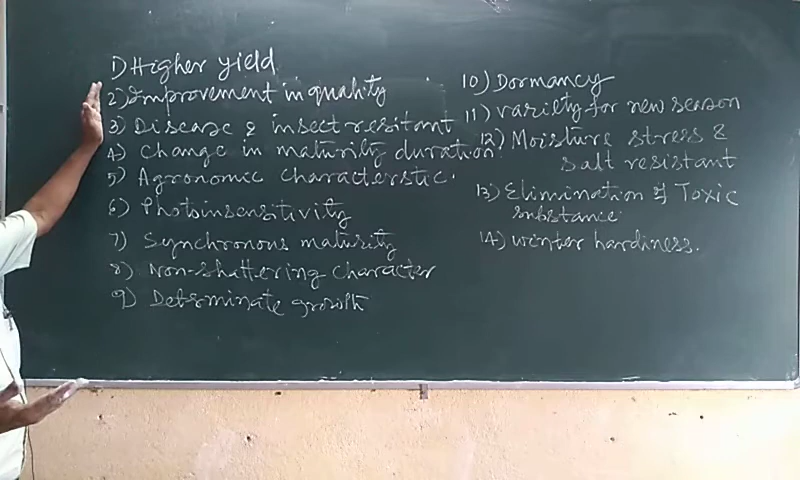 1) Higher yield
2) Improvement in quality
3) Disease & insect resitant
4) Change in maturity duration
5) Agronomic characterstic.
6) Photoinsensitivity
7) Synchronous maturity
8) Non-shattering character
9) Determinate growth
10) Dormancy
11) variety for new season
12) Moisture stress &
salt resistant
13) Elimination of Toxic
substance.
14) winter hardiness.